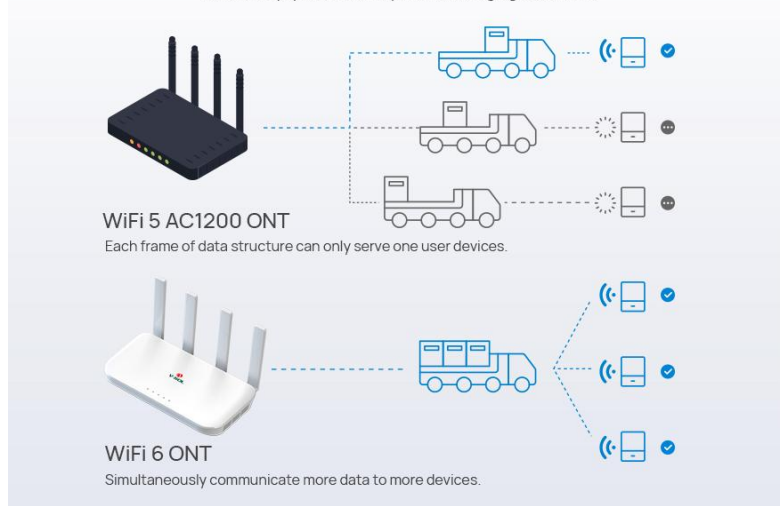 WiFi 5 AC1200 ONT
Each frame of data structure can only serve one user devices.
V-SOL
WiFi 6 ONT
Simultaneously communicate more data to more devices.